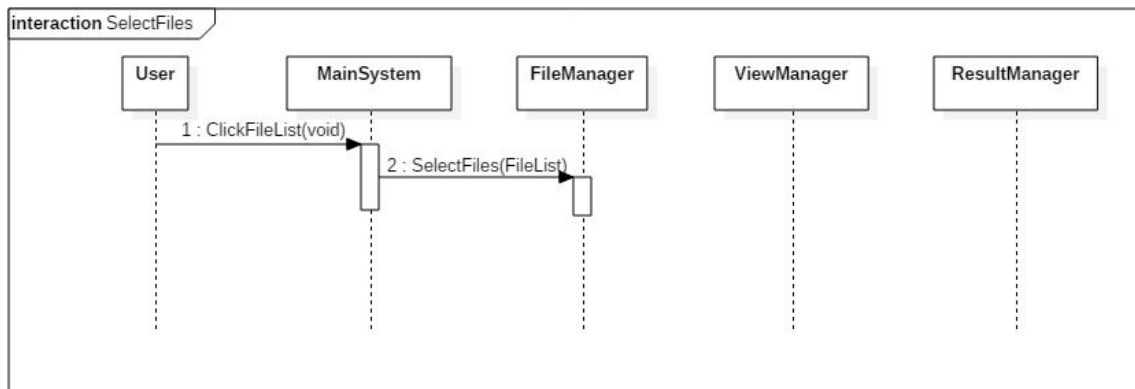 interaction SelectFiles
User
MainSystem
FileManager
ViewManager
ResultManager
1 : ClickFileList(void)
2 : SelectFiles(FileList)